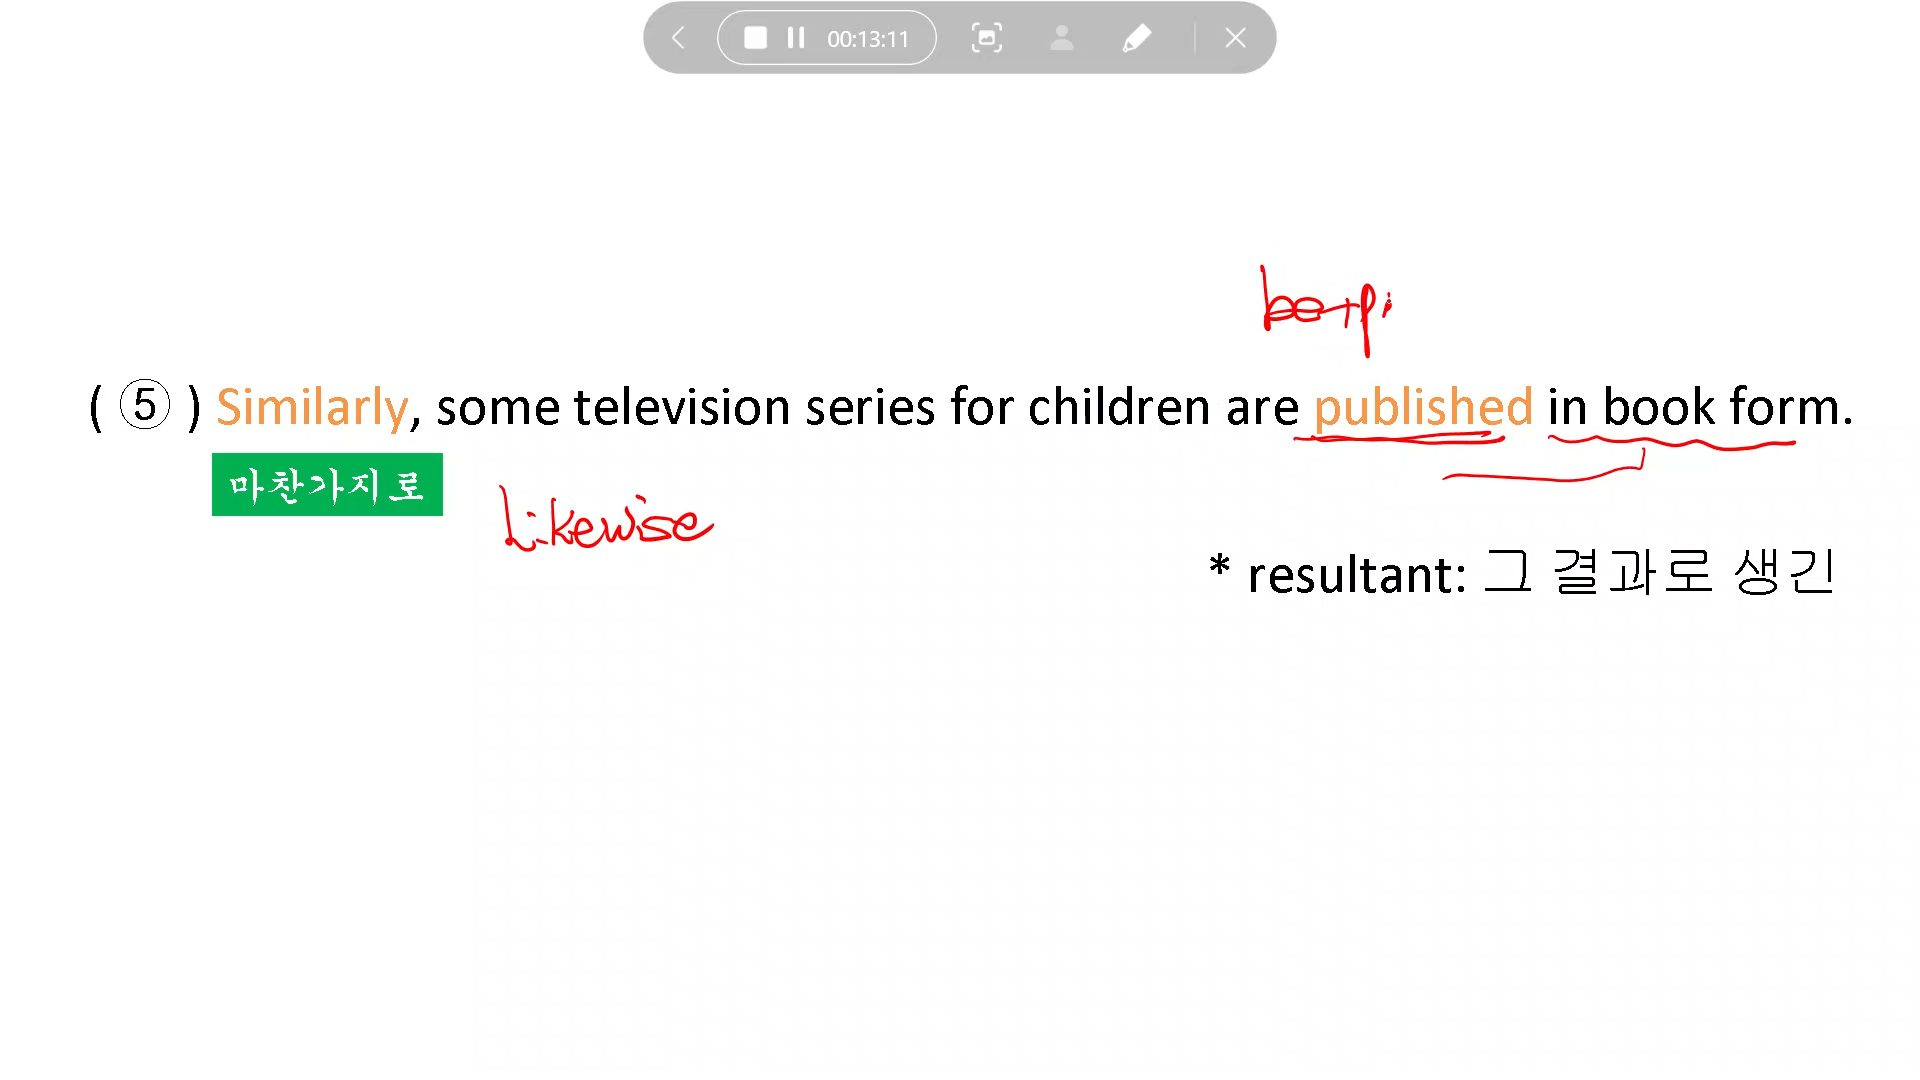 00:13:11
be+p.
( ⑤ ) Similarly, some television series for children are published in book form.
마찬가지로
Likewise
* resultant: 그 결과로 생긴